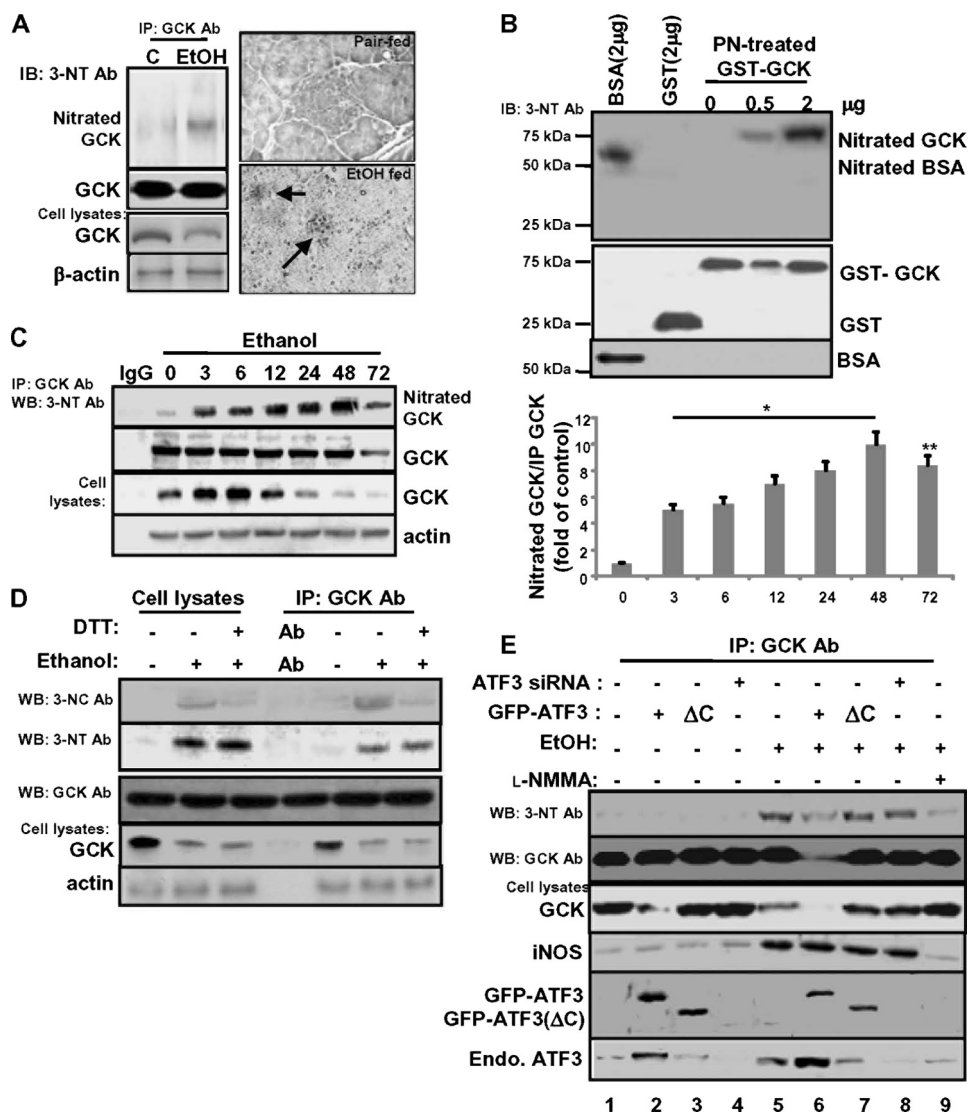 A
IP: GCK Ab
C EtOH
IB: 3-NT Ab
Nitrated
GCK
GCK
Cell lysates:
GCK
β-actin
Pair-fed
EtOH fed
B
BSA(2µg)
GST(2µg)
PN-treated
GST-GCK
0 0.5 2 µg
IB: 3-NT Ab
75 kDa
50 kDa
25 kDa
Nitrated GCK
Nitrated BSA
75 kDa
GST- GCK
25 kDa
GST
BSA
50 kDa
C
Ethanol
IgG 0 3 6 12 24 48 72
IP: GCK Ab
WB: 3-NT Ab
Nitrated
GCK
GCK
Cell
lysates:
GCK
actin
Nitrated GCK/IP GCK
(fold of control)
12
10
8
6
4
2
0
*
**
0 3 6 12 24 48 72
D
Cell lysates IP: GCK Ab
DTT: - - + Ab - - +
Ethanol: - + + Ab - + +
WB: 3-NC Ab
WB: 3-NT Ab
WB: GCK Ab
Cell lysates:
GCK
actin
E
IP: GCK Ab
ATF3 siRNA : - - - + - - - + -
GFP-ATF3 : - + ΔC - - + ΔC - -
EtOH: - - - - + + + + +
L-NMMA: - - - - - - - - +
WB: 3-NT Ab
WB: GCK Ab
Cell lysates
GCK
iNOS
GFP-ATF3
GFP-ATF3(ΔC)
Endo. ATF3
1 2 3 4 5 6 7 8 9